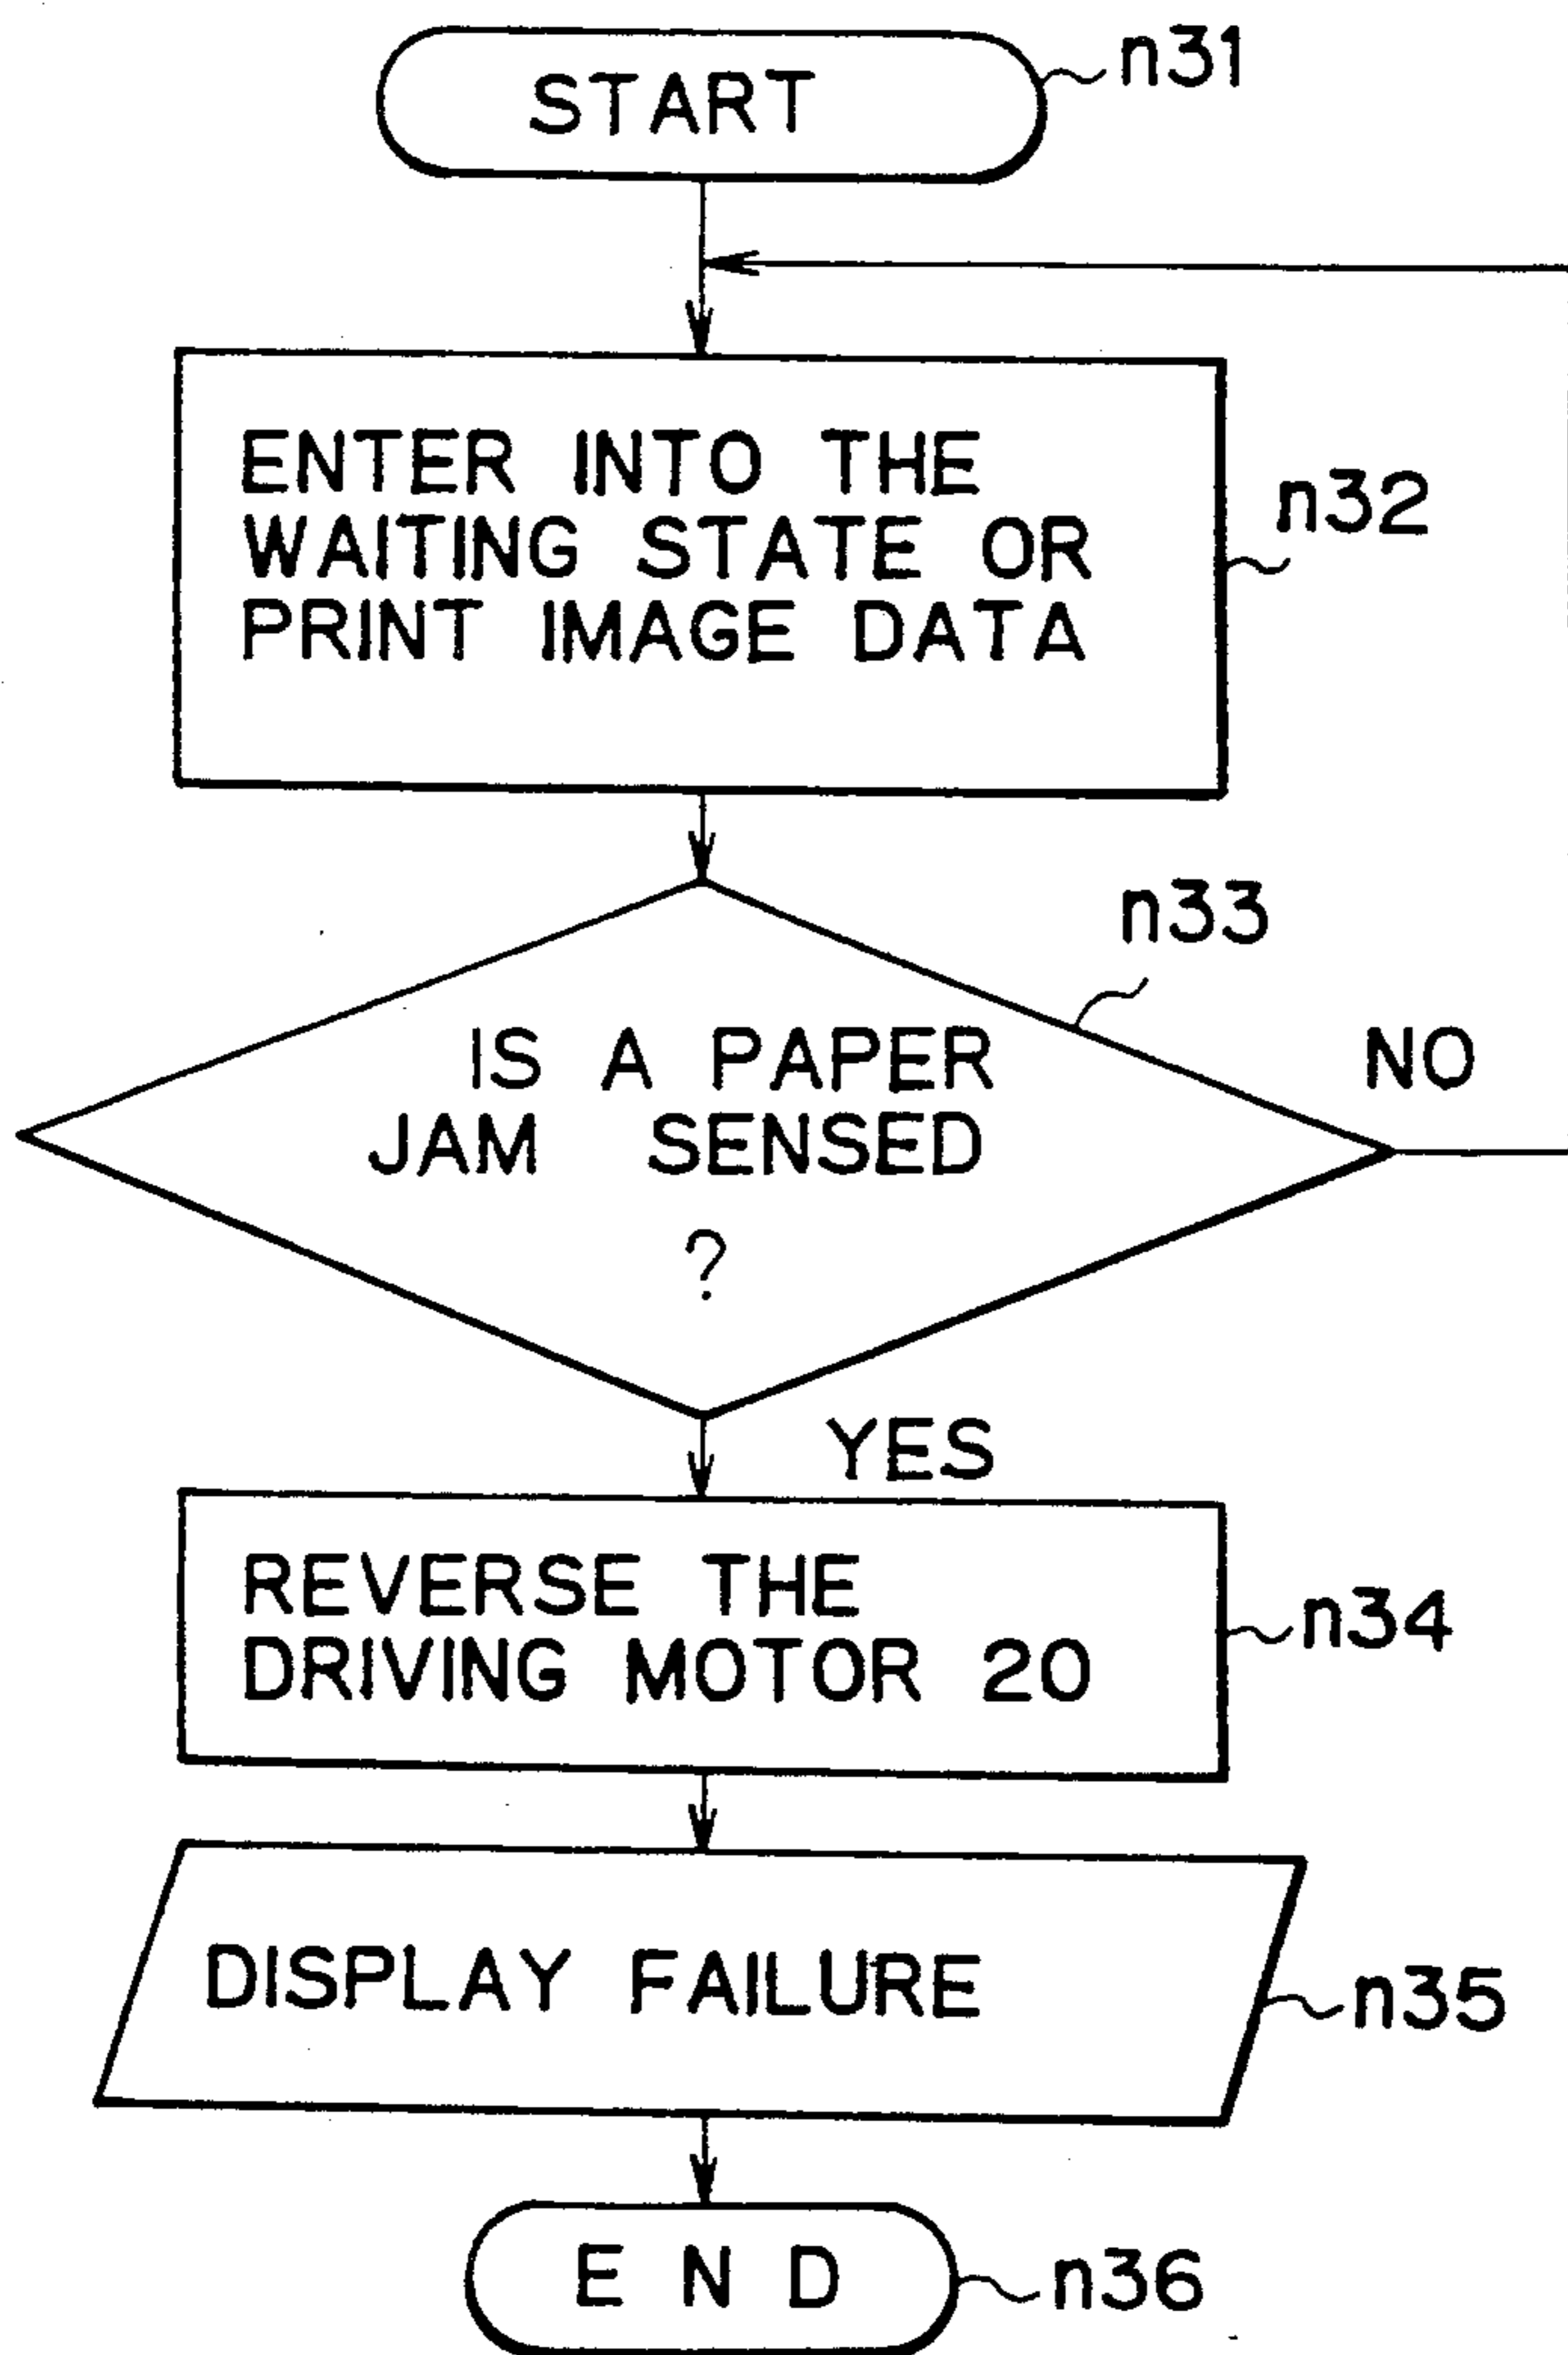 START
n31
ENTER INTO THE
WAITING STATE OR
PRINT IMAGE DATA
n32
n33
IS A PAPER
JAM SENSED
?
NO
YES
REVERSE THE
DRIVING MOTOR 20
n34
DISPLAY FAILURE
n35
E N D
n36